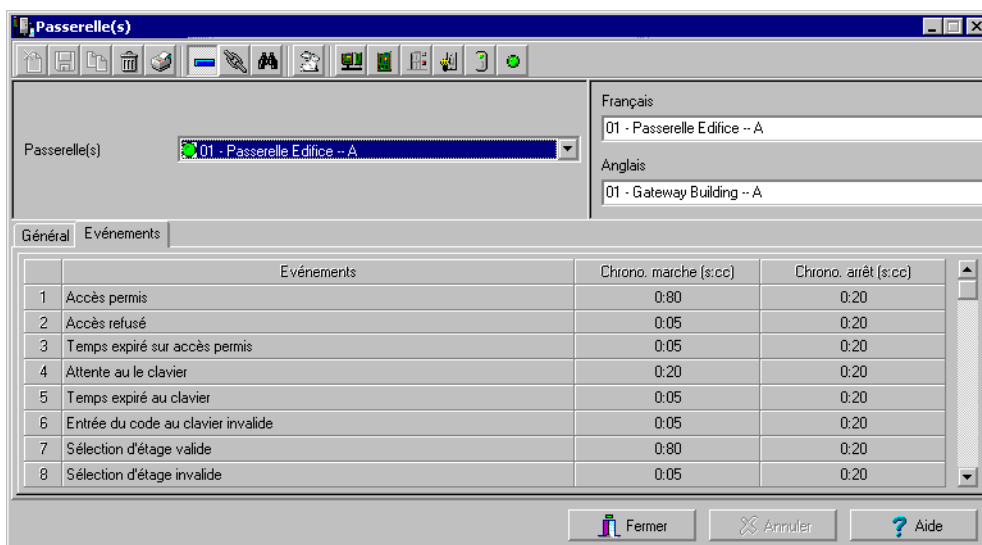 Passerelle(s)
Français
01 - Passerelle Edifice -- A
Passerelle(s) 01 - Passerelle Edifice -- A
Anglais
01 - Gateway Building -- A
Général Evénements
Evénements Chrono. marche (s:cc) Chrono. arrêt (s:cc)
1 Accès permis 0:80 0:20
2 Accès refusé 0:05 0:20
3 Temps expiré sur accès permis 0:05 0:20
4 Attente au le clavier 0:20 0:20
5 Temps expiré au clavier 0:05 0:20
6 Entrée du code au clavier invalide 0:05 0:20
7 Sélection d'étage valide 0:80 0:20
8 Sélection d'étage invalide 0:05 0:20
Fermer Annuler Aide